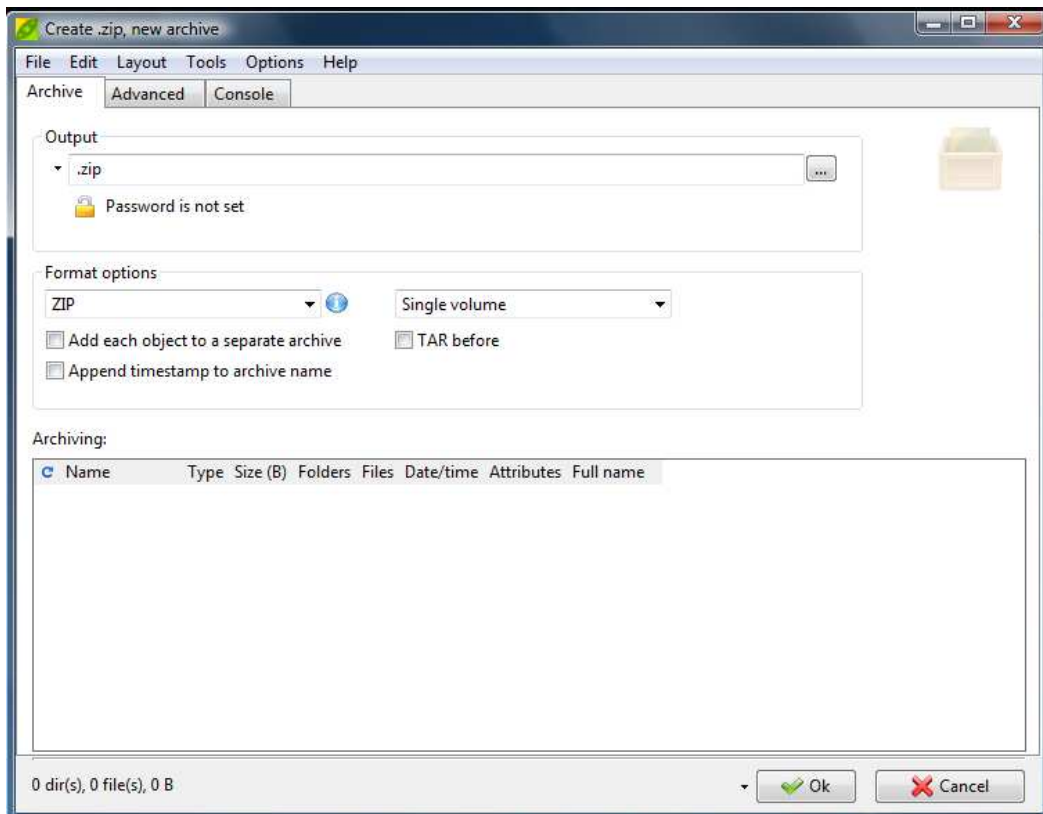 Create .zip, new archive
File Edit Layout Tools Options Help
Archive Advanced Console
Output
.zip ...
Password is not set
Format options
ZIP Single volume
Add each object to a separate archive TAR before
Append timestamp to archive name
Archiving:
Name Type Size (B) Folders Files Date/time Attributes Full name
0 dir(s), 0 file(s), 0 B Ok Cancel